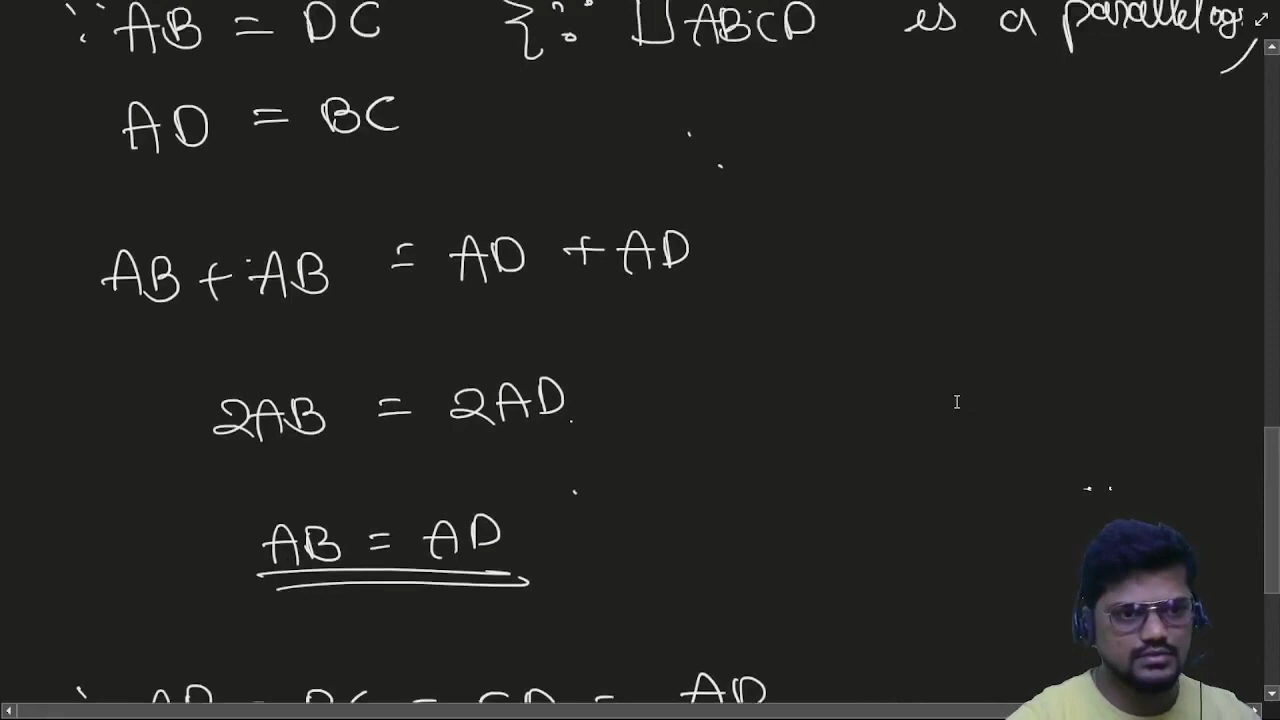 ∵ AB = DC {∵ ▱ABCD is a parallelog
AD = BC
AB + AB = AD + AD
2AB = 2AD.
AB = AD